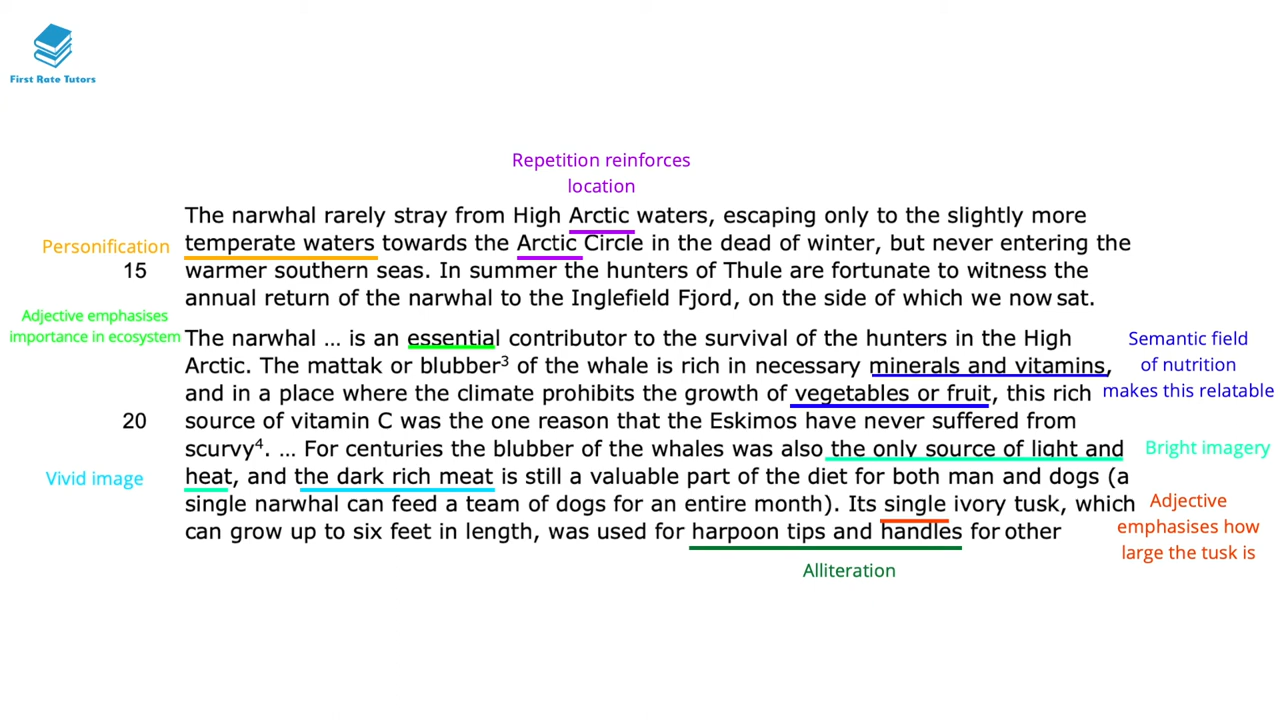 First Rate Tutors
Repetition reinforces
location
The narwhal rarely stray from High Arctic waters, escaping only to the slightly more
Personification
temperate waters towards the Arctic Circle in the dead of winter, but never entering the
15
warmer southern seas. In summer the hunters of Thule are fortunate to witness the
annual return of the narwhal to the Inglefield Fjord, on the side of which we now sat.
Adjective emphasises
importance in ecosystem
The narwhal ... is an essential contributor to the survival of the hunters in the High
Arctic. The mattak or blubber³ of the whale is rich in necessary minerals and vitamins,
and in a place where the climate prohibits the growth of vegetables or fruit, this rich
Semantic field
of nutrition
makes this relatable
20
source of vitamin C was the one reason that the Eskimos have never suffered from
scurvy⁴. ... For centuries the blubber of the whales was also the only source of light and
Bright imagery
Vivid image
heat, and the dark rich meat is still a valuable part of the diet for both man and dogs (a
single narwhal can feed a team of dogs for an entire month). Its single ivory tusk, which
can grow up to six feet in length, was used for harpoon tips and handles for other
Adjective
emphasises how
large the tusk is
Alliteration